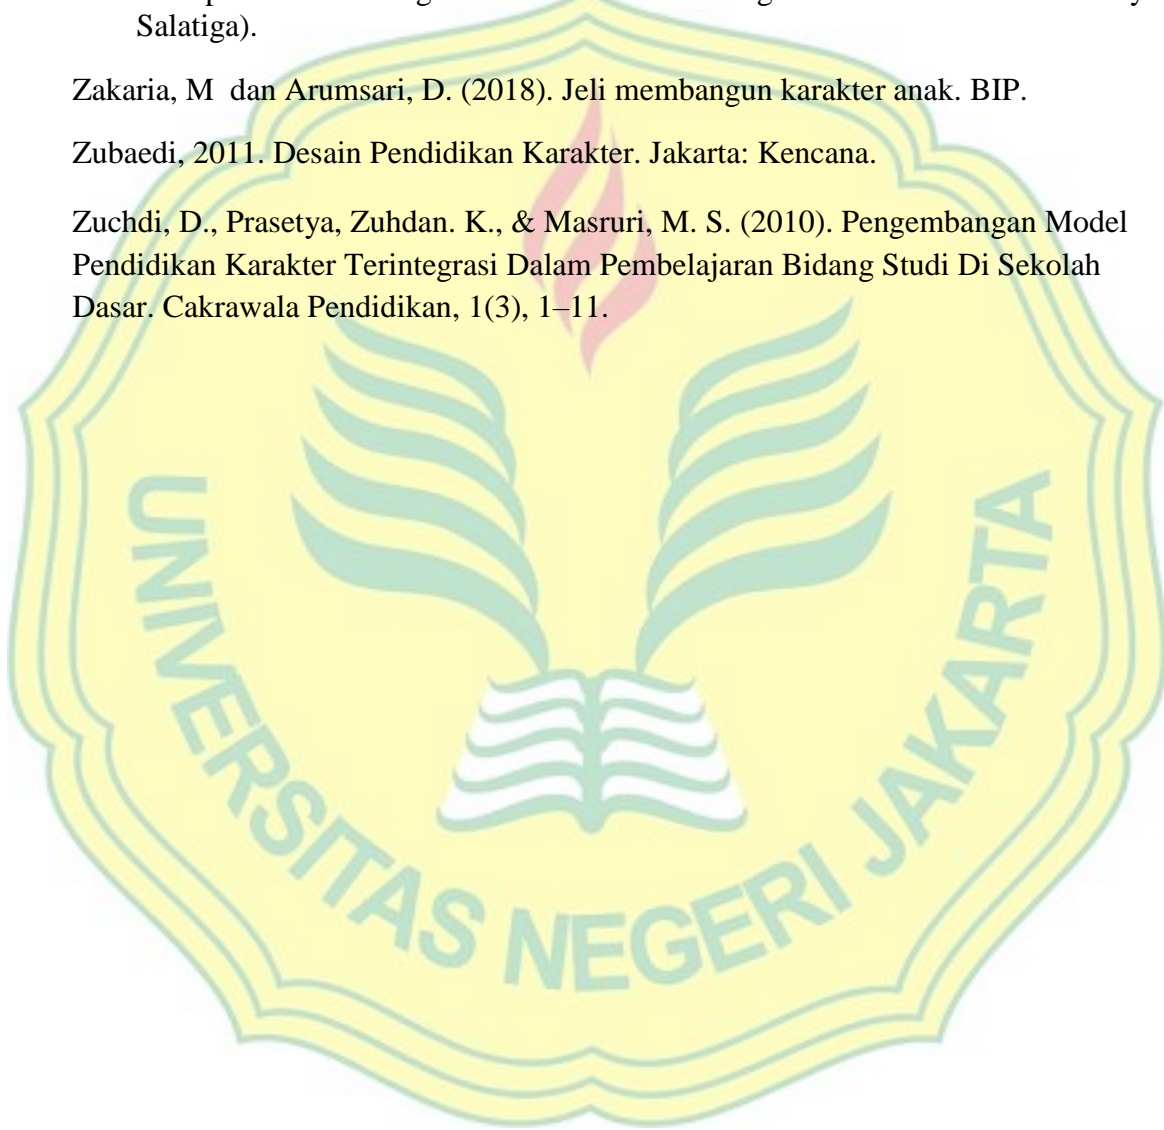 Salatiga).
Zakaria, M dan Arumsari, D. (2018). Jeli membangun karakter anak. BIP.
Zubaedi, 2011. Desain Pendidikan Karakter. Jakarta: Kencana.
Zuchdi, D., Prasetya, Zuhdan. K., & Masruri, M. S. (2010). Pengembangan Model
Pendidikan Karakter Terintegrasi Dalam Pembelajaran Bidang Studi Di Sekolah
Dasar. Cakrawala Pendidikan, 1(3), 1–11.
UNIVERSITAS NEGERI JAKARTA